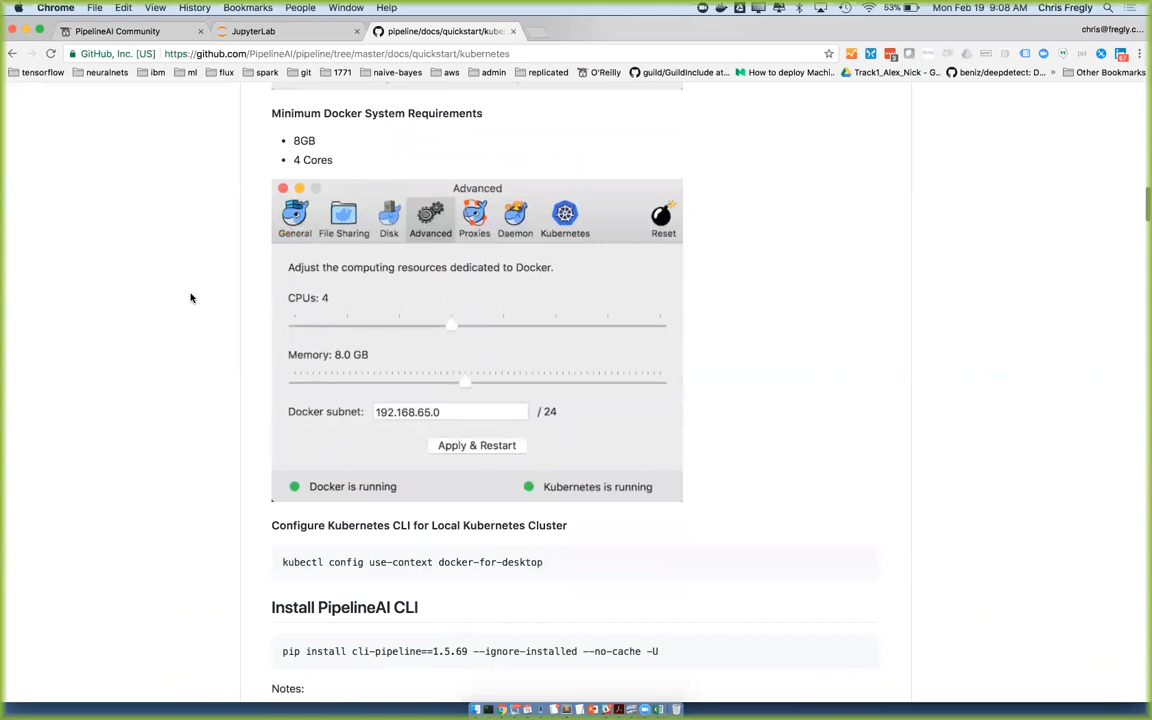 Chrome File Edit View History Bookmarks People Window Help 53% Mon Feb 19 9:08 AM Chris Fregly
PipelineAI Community
JupyterLab
pipeline/docs/quickstart/kube
chris@fregly.c...
GitHub, Inc. [US] https://github.com/PipelineAI/pipeline/tree/master/docs/quickstart/kubernetes
tensorflow neuralnets ibm ml flux spark git 1771 naive-bayes aws admin replicated O'Reilly guild/GuildInclude at... How to deploy Machi... Track1_Alex_Nick - G... beniz/deepdetect: D... » Other Bookmarks
Minimum Docker System Requirements
• 8GB
• 4 Cores
Advanced
General File Sharing Disk Advanced Proxies Daemon Kubernetes Reset
Adjust the computing resources dedicated to Docker.
CPUs: 4
Memory: 8.0 GB
Docker subnet: 192.168.65.0 / 24
Apply & Restart
Docker is running Kubernetes is running
Configure Kubernetes CLI for Local Kubernetes Cluster
kubectl config use-context docker-for-desktop
Install PipelineAI CLI
pip install cli-pipeline==1.5.69 --ignore-installed --no-cache -U
Notes: